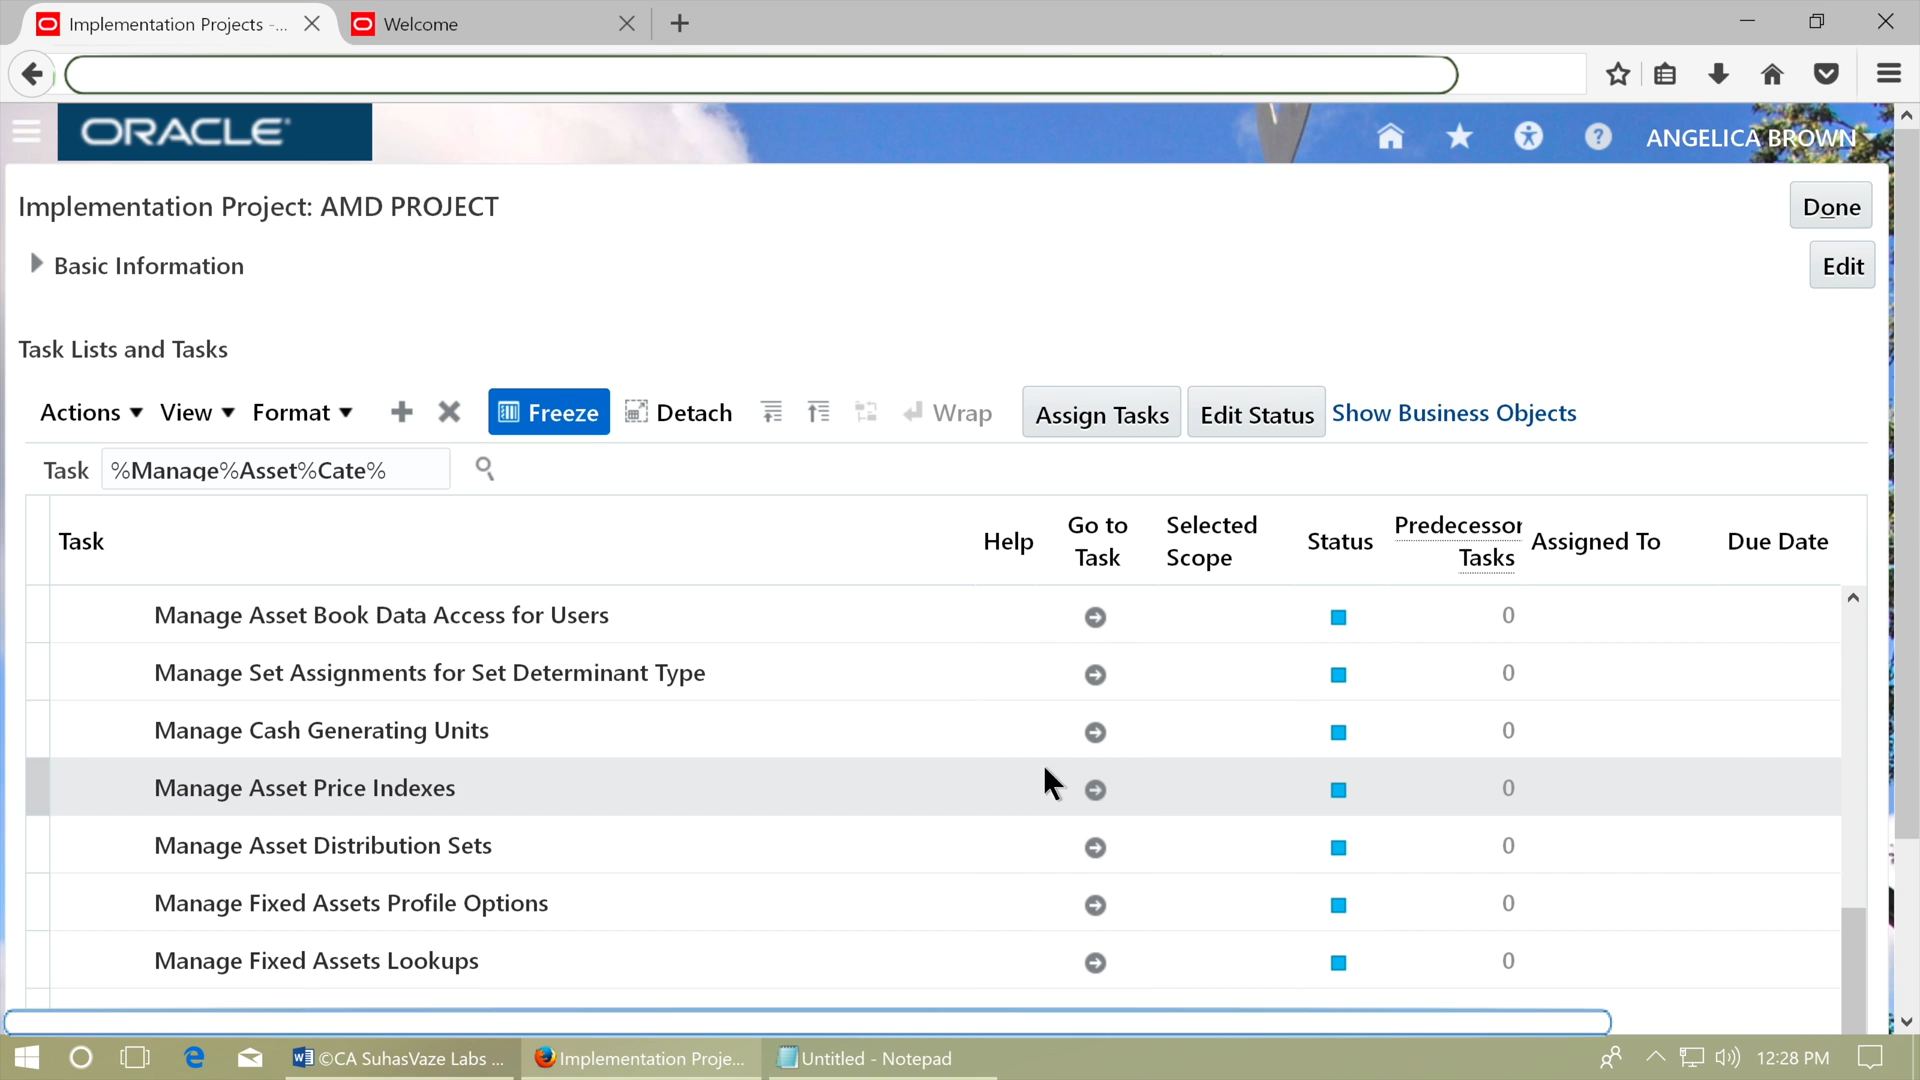 Implementation Projects -...
Welcome
ORACLE
ANGELICA BROWN
Implementation Project: AMD PROJECT
Done
Basic Information
Edit
Task Lists and Tasks
Actions View Format Freeze Detach Wrap Assign Tasks Edit Status Show Business Objects
Task %Manage%Asset%Cate%
Task Help Go to Task Selected Scope Status Predecessor Tasks Assigned To Due Date
Manage Asset Book Data Access for Users 0
Manage Set Assignments for Set Determinant Type 0
Manage Cash Generating Units 0
Manage Asset Price Indexes 0
Manage Asset Distribution Sets 0
Manage Fixed Assets Profile Options 0
Manage Fixed Assets Lookups 0
©CA SuhasVaze Labs ... Implementation Proje... Untitled - Notepad 12:28 PM